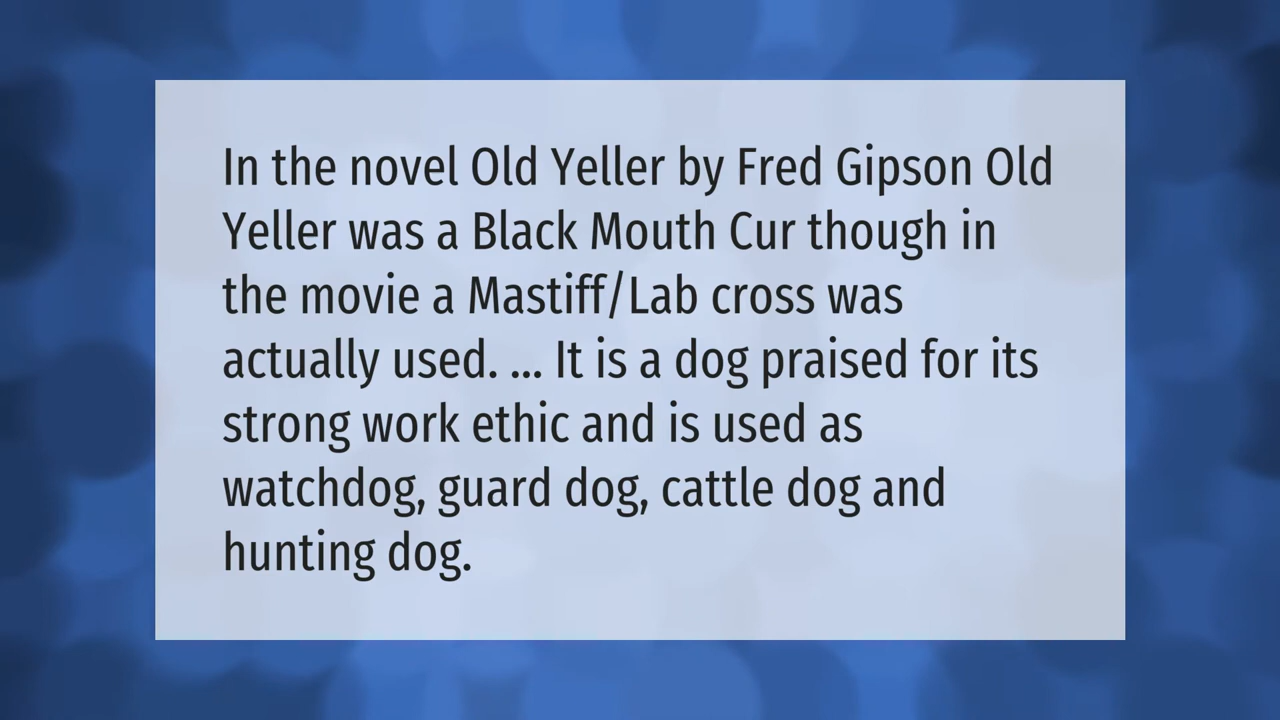 In the novel Old Yeller by Fred Gipson Old
Yeller was a Black Mouth Cur though in
the movie a Mastiff/Lab cross was
actually used. ... It is a dog praised for its
strong work ethic and is used as
watchdog, guard dog, cattle dog and
hunting dog.